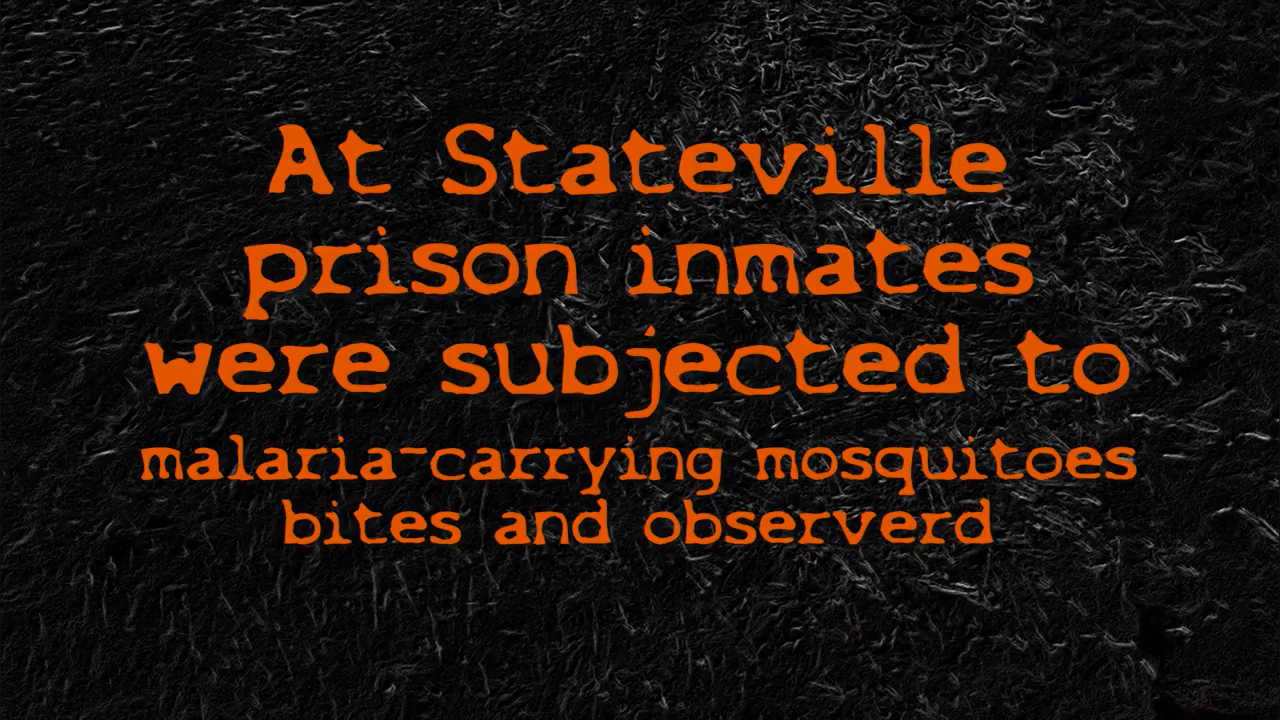 At Stateville
prison inmates
were subjected to
malaria-carrying mosquitoes
bites and observerd